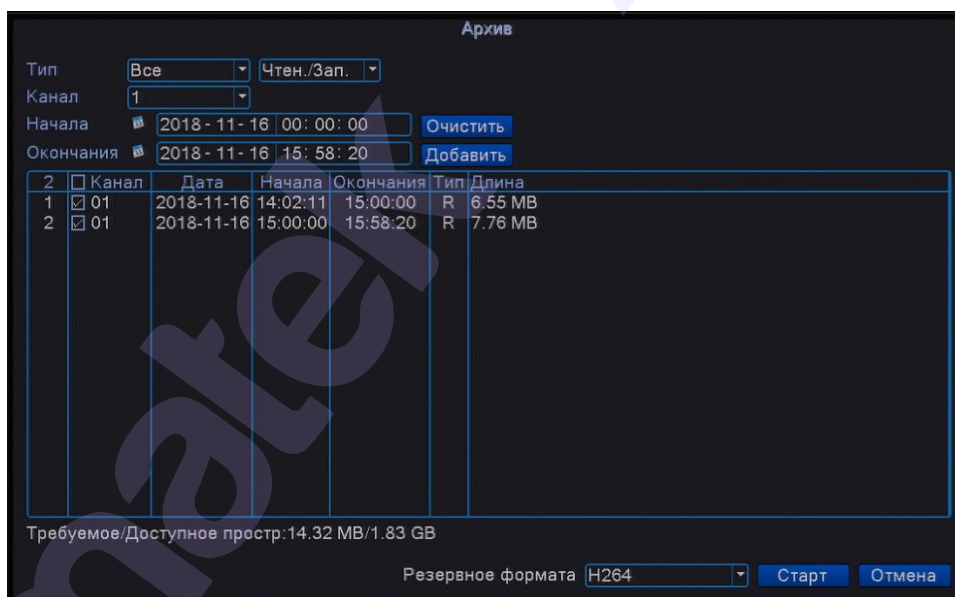 Архив
Тип Все Чтен./Зап.
Канал 1
Начала 2018-11-16 00:00:00 Очистить
Окончания 2018-11-16 15:58:20 Добавить
2 Канал Дата Начала Окончания Тип Длина
1 01 2018-11-16 14:02:11 15:00:00 R 6.55 MB
2 01 2018-11-16 15:00:00 15:58:20 R 7.76 MB
Требуемое/Доступное простр:14.32 MB/1.83 GB
Резервное формата H264 Старт Отмена